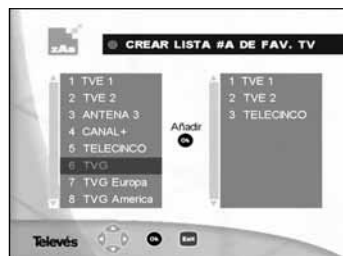 zAs
CREAR LISTA #A DE FAV. TV
1 TVE 1
2 TVE 2
3 ANTENA 3
4 CANAL+
5 TELECINCO
6 TVG
7 TVG Europa
8 TVG America
Añadir
Ok
1 TVE 1
2 TVE 2
3 TELECINCO
Televés
Ok
Exit